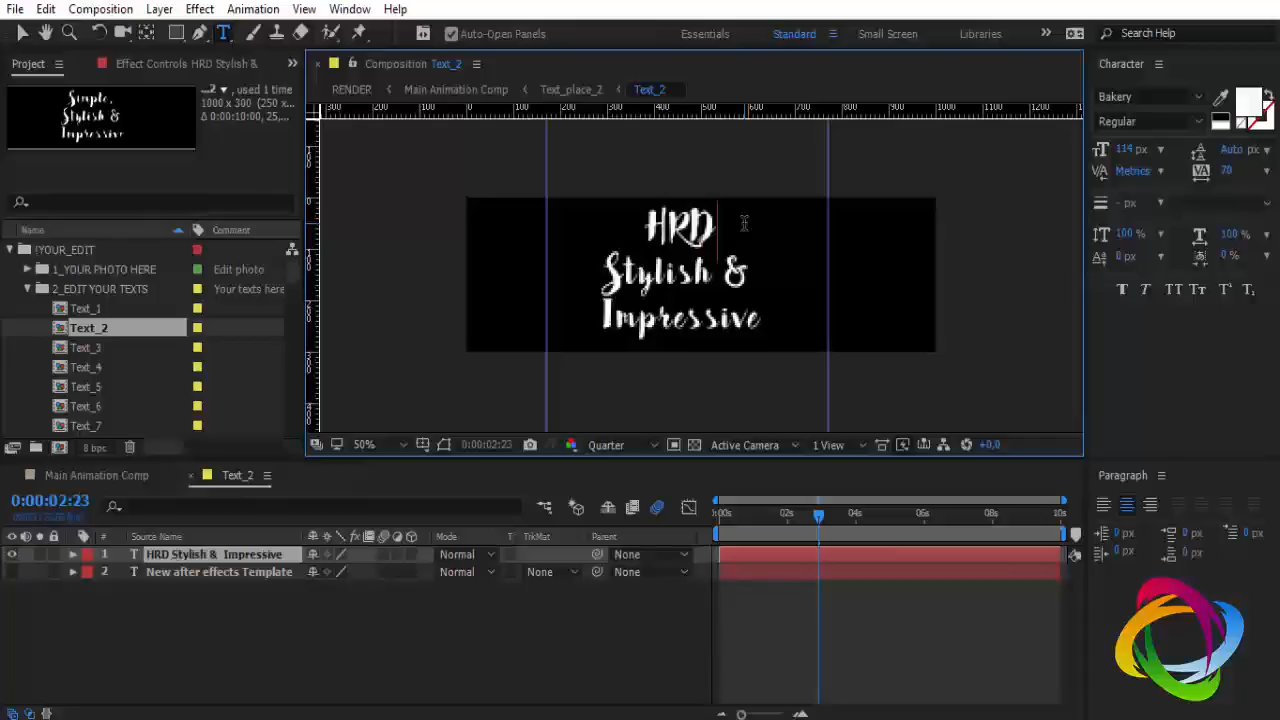 File Edit Composition Layer Effect Animation View Window Help
Auto-Open Panels
Essentials Standard Small Screen Libraries
Search Help
Project
Effect Controls HRD Stylish &
Composition Text_2
Character
RENDER Main Animation Comp Text_place_2 Text_2
Simple,
Stylish &
Impressive
, used 1 time
1000 x 300 (250 x
Δ 0:00:10:00, 25,...
Bakery
Regular
114 px
Auto px
Metrics
70
- px
100 %
100 %
0 px
0 %
Name Comment
!YOUR_EDIT
1_YOUR PHOTO HERE Edit photo
2_EDIT YOUR TEXTS Your texts here
Text_1
Text_2
Text_3
Text_4
Text_5
Text_6
Text_7
8 bpc
HRD
Stylish &
Impressive
50%
0:00:02:23
Quarter
Active Camera
1 View
+0,0
Main Animation Comp
Text_2
Paragraph
0:00:02:23
:00s 02s 04s 06s 08s 10s
# Source Name Mode T TrkMat Parent
1 T HRD Stylish & Impressive Normal None
2 T New after effects Template Normal None None
0 px 0 px 0 px
0 px 0 px